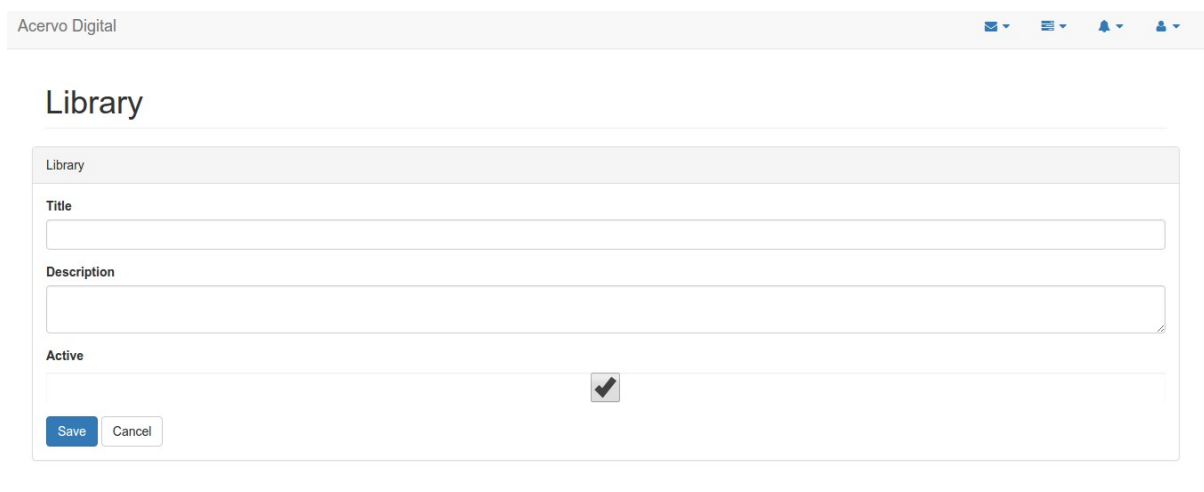 Acervo Digital
Library
Library
Title
Description
Active
Save Cancel